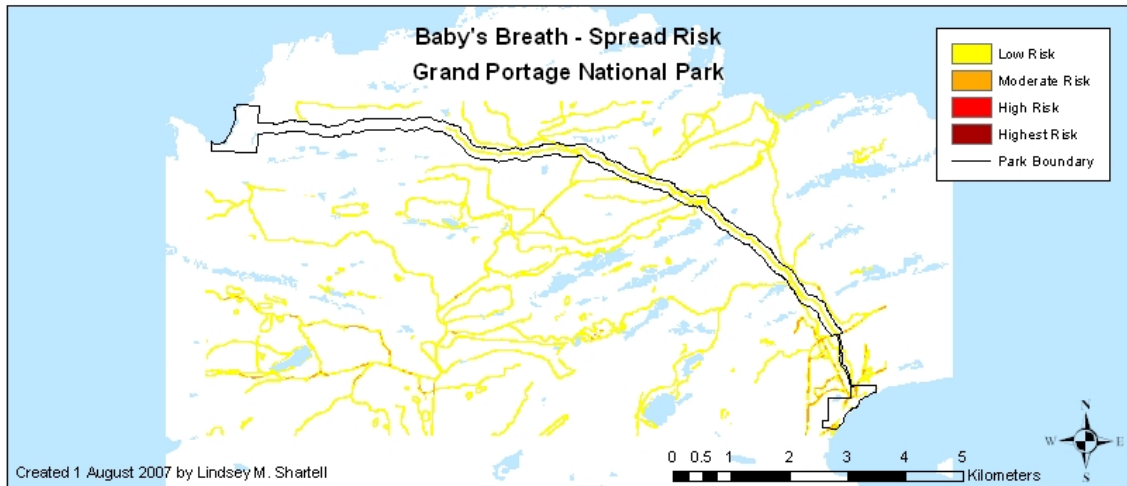 Baby's Breath - Spread Risk
Grand Portage National Park
Low Risk
Moderate Risk
High Risk
Highest Risk
Park Boundary
N
W E
S
0 0.5 1 2 3 4 5
Kilometers
Created 1 August 2007 by Lindsey M. Shartell